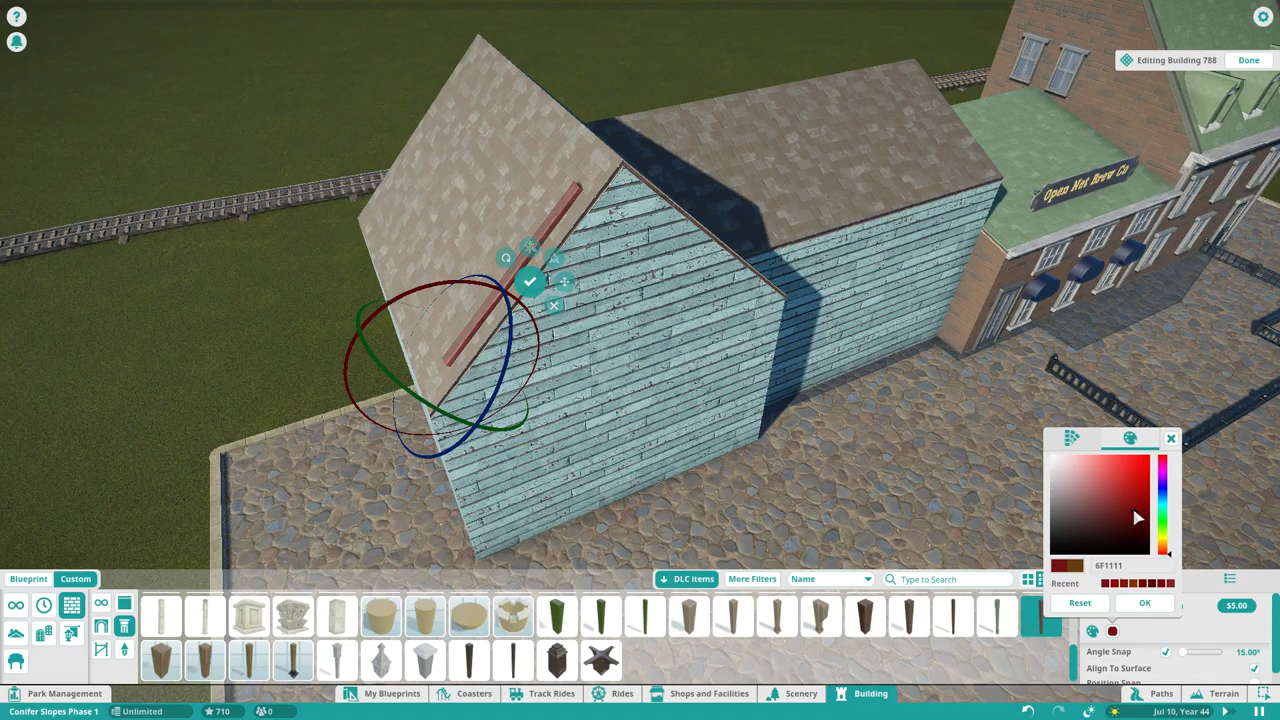 ?
Editing Building 788
Done
Open Net Brew Co
6F1111
Recent
Reset
OK
Blueprint
Custom
DLC items
More Filters
Name
Type to Search
$5.00
Angle Snap
15.00°
Align To Surface
Park Management
My Blueprints
Coasters
Track Rides
Rides
Shops and Facilities
Scenery
Building
Paths
Terrain
Conifer Slopes Phase 1
Unlimited
710
0
Jul 10, Year 44